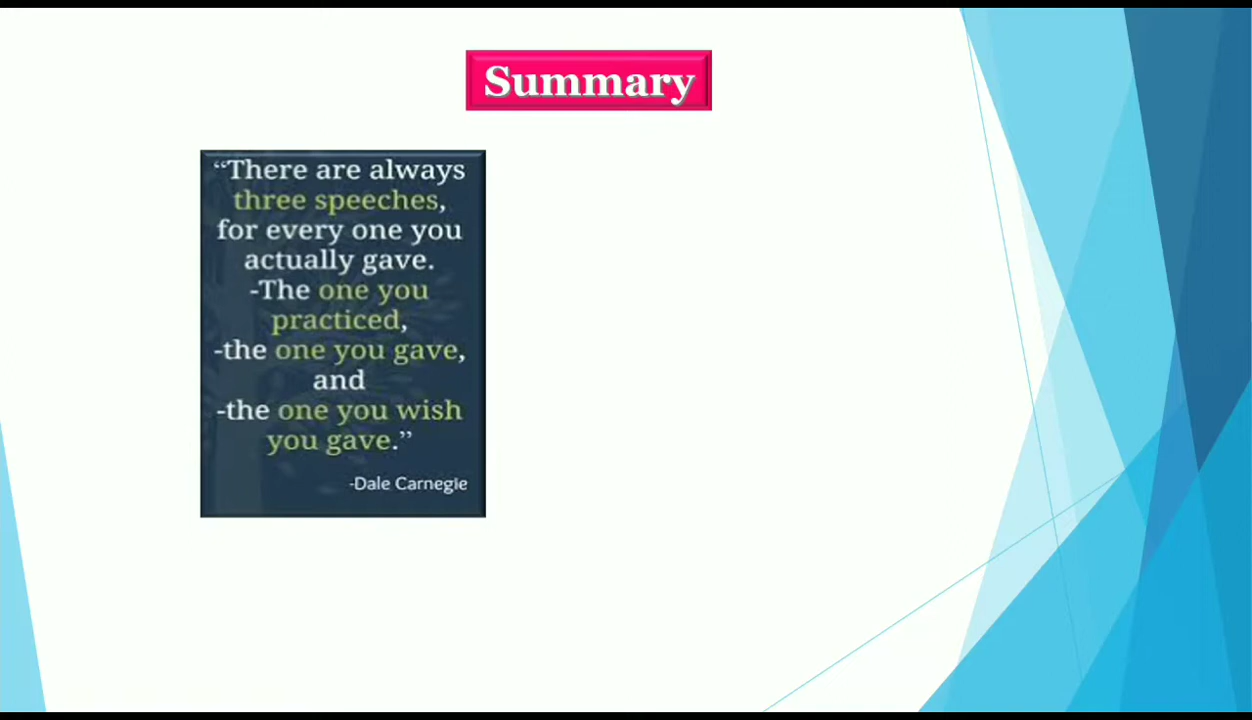 Summary
“There are always
three speeches,
for every one you
actually gave.
-The one you
practiced,
-the one you gave,
and
-the one you wish
you gave.”
-Dale Carnegie